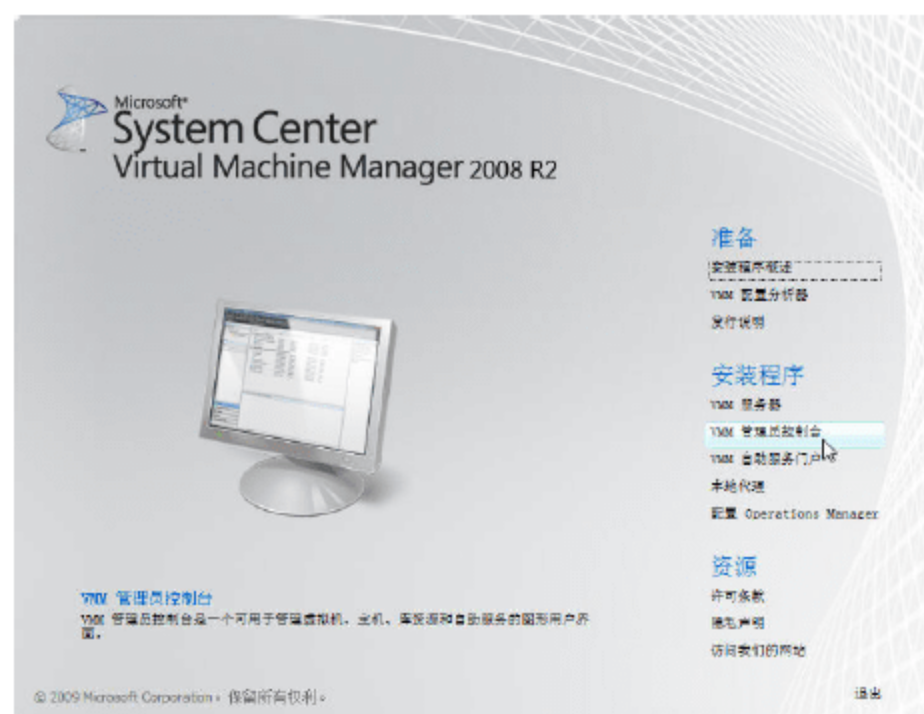 Microsoft®
System Center
Virtual Machine Manager 2008 R2
准备
安装程序概述
VMM 配置分析器
发行说明
安装程序
VMM 服务器
VMM 管理员控制台
VMM 自助服务门户
本地代理
配置 Operations Manager
资源
许可条款
隐私声明
访问我们的网站
VMM 管理员控制台
VMM 管理员控制台是一个可用于管理虚拟机、主机、库资源和自助服务的图形用户界
面。
© 2009 Microsoft Corporation。保留所有权利。
退出